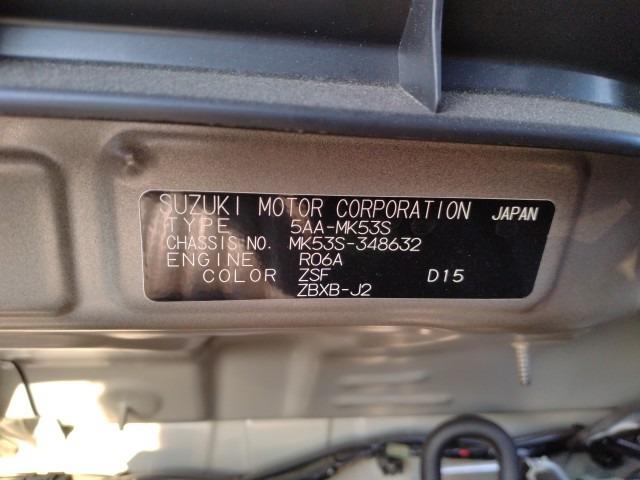 SUZUKI MOTOR CORPORATION JAPAN
TYPE 5AA-MK53S
CHASSIS NO. MK53S-348632
ENGINE R06A
COLOR ZSF D15
ZBXB-J2